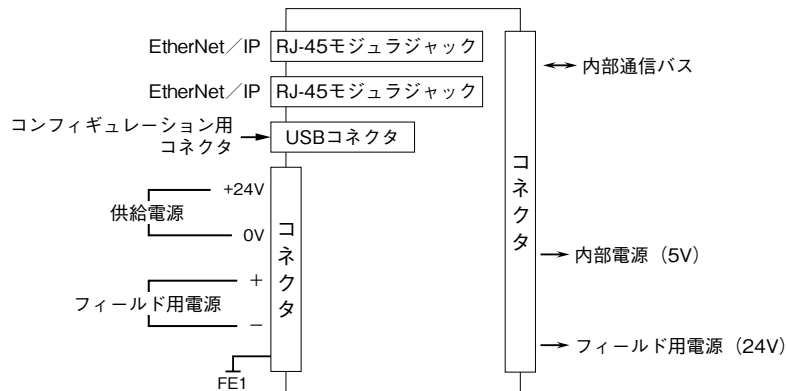 EtherNet／IP RJ-45モジュラジャック
EtherNet／IP RJ-45モジュラジャック
コンフィギュレーション用
コネクタ
USBコネクタ
+24V
供給電源
0V
+
フィールド用電源
−
FE1
コネクタ
コネクタ
内部通信バス
内部電源（5V）
フィールド用電源（24V）